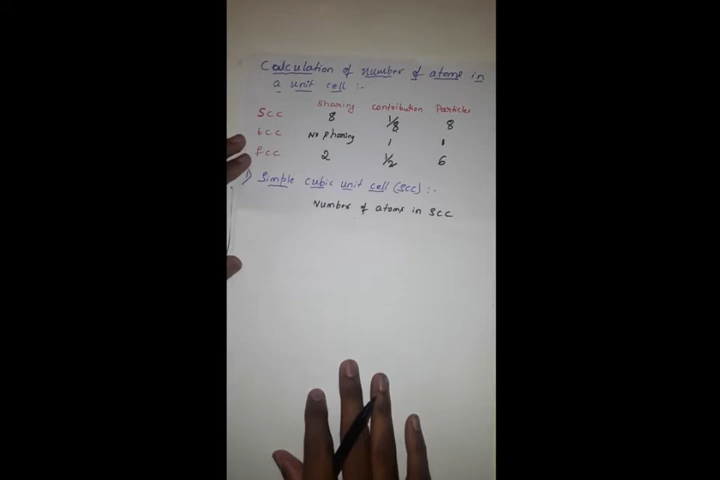 Calculation of number of atoms in
a unit cell :-
Sharing contribution Particles
Scc 8 1/8 8
bcc : No sharing 1 1
fcc 2 1/2 6
1) Simple cubic unit cell (scc) :-
Number of atoms in scc